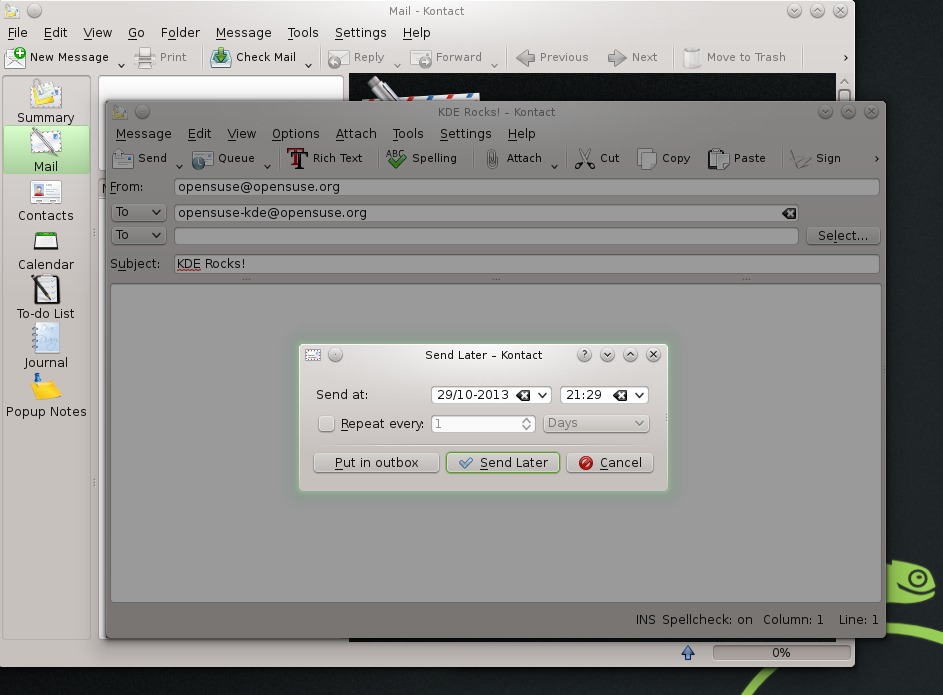 Mail - Kontact
File Edit View Go Folder Message Tools Settings Help
New Message Print Check Mail Reply Forward Previous Next Move to Trash
Summary
Mail
Contacts
Calendar
To-do List
Journal
Popup Notes
KDE Rocks! – Kontact
Message Edit View Options Attach Tools Settings Help
Send Queue Rich Text ABC Spelling Attach Cut Copy Paste Sign
From: opensuse@opensuse.org
To opensuse-kde@opensuse.org
To Select...
Subject: KDE Rocks!
Send Later – Kontact
Send at: 29/10-2013 21:29
Repeat every: 1 Days
Put in outbox Send Later Cancel
INS Spellcheck: on Column: 1 Line: 1
0%